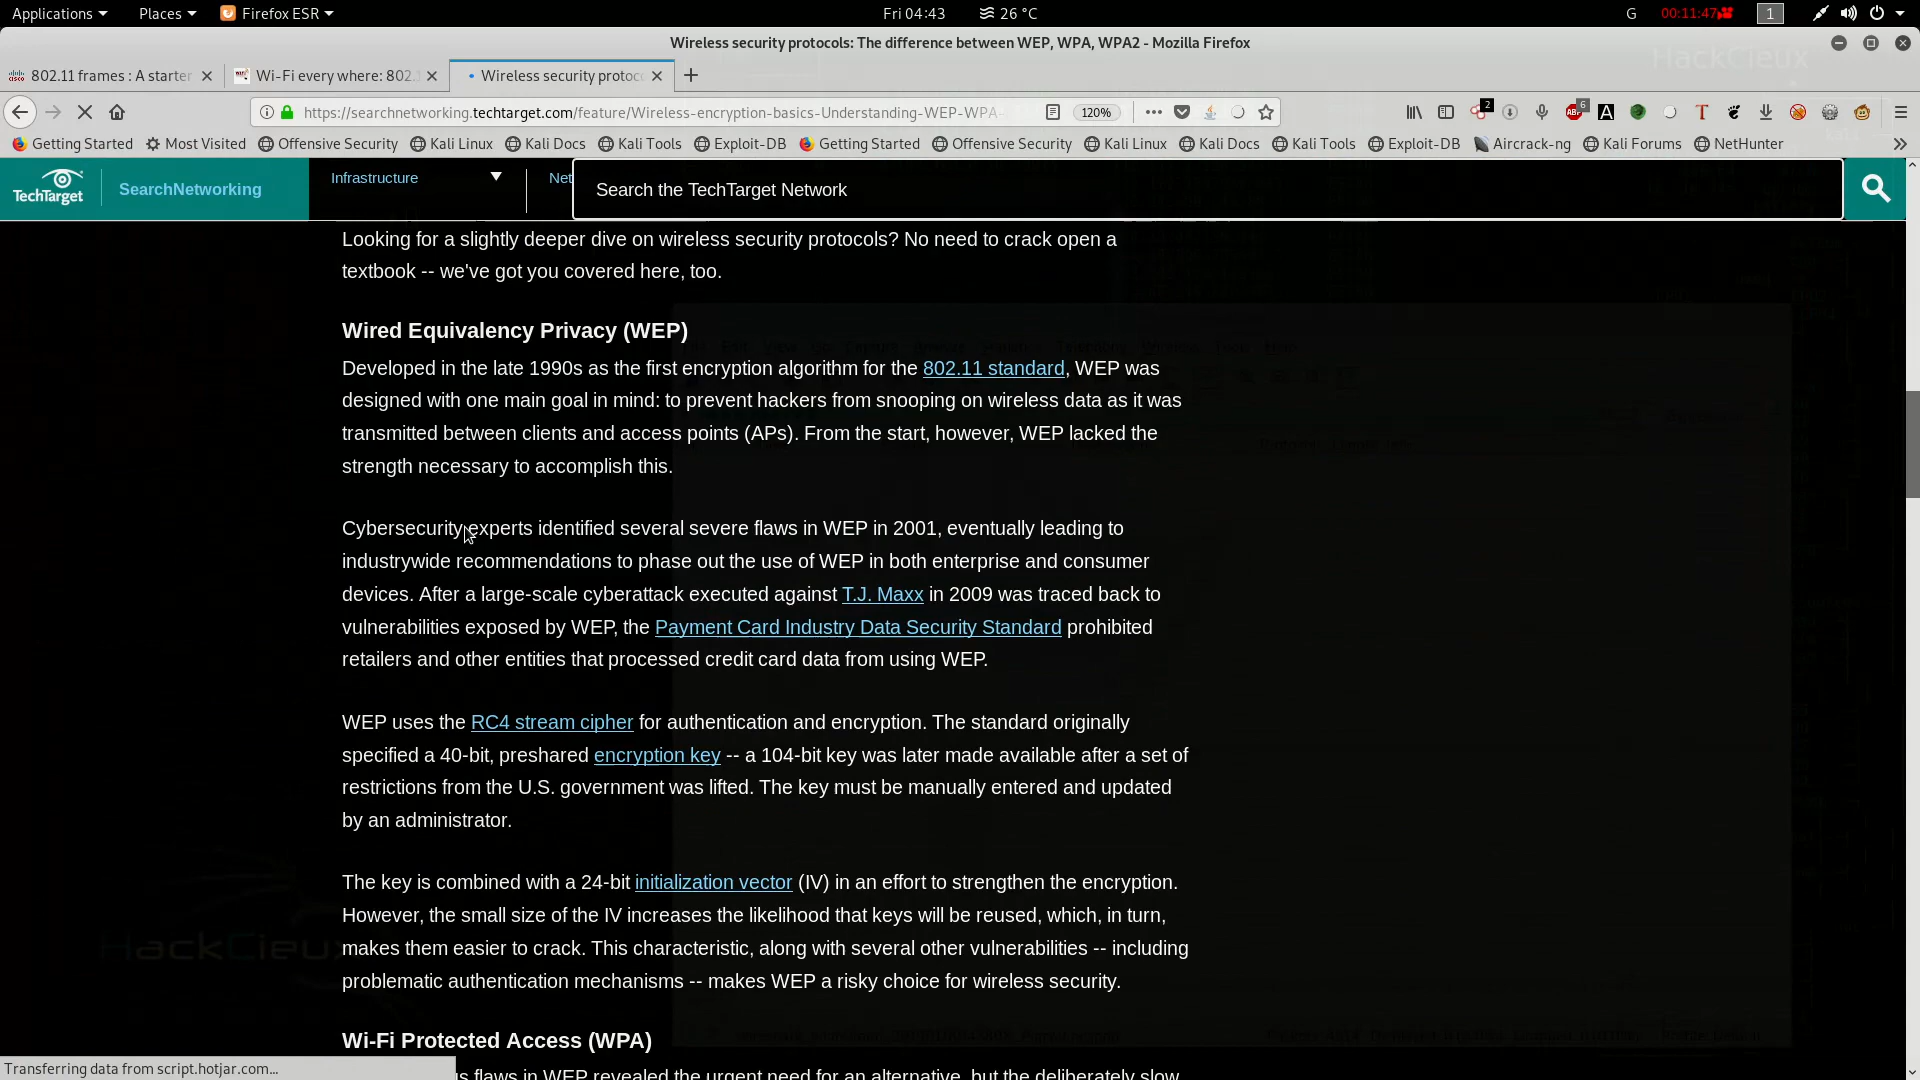 Applications Places Firefox ESR Fri 04:43 26 °C G 00:11:47 1
Wireless security protocols: The difference between WEP, WPA, WPA2 - Mozilla Firefox
HackCieux
802.11 frames : A starter Wi-Fi every where: 802. Wireless security protoco
https://searchnetworking.techtarget.com/feature/Wireless-encryption-basics-Understanding-WEP-WPA- 120% 2 6 A T
Getting Started Most Visited Offensive Security Kali Linux Kali Docs Kali Tools Exploit-DB Getting Started Offensive Security Kali Linux Kali Docs Kali Tools Exploit-DB Aircrack-ng Kali Forums NetHunter
TechTarget SearchNetworking Infrastructure Net Search the TechTarget Network
Looking for a slightly deeper dive on wireless security protocols? No need to crack open a
textbook -- we've got you covered here, too.
Wired Equivalency Privacy (WEP)
Developed in the late 1990s as the first encryption algorithm for the 802.11 standard, WEP was
designed with one main goal in mind: to prevent hackers from snooping on wireless data as it was
transmitted between clients and access points (APs). From the start, however, WEP lacked the
strength necessary to accomplish this.
Cybersecurity experts identified several severe flaws in WEP in 2001, eventually leading to
industrywide recommendations to phase out the use of WEP in both enterprise and consumer
devices. After a large-scale cyberattack executed against T.J. Maxx in 2009 was traced back to
vulnerabilities exposed by WEP, the Payment Card Industry Data Security Standard prohibited
retailers and other entities that processed credit card data from using WEP.
WEP uses the RC4 stream cipher for authentication and encryption. The standard originally
specified a 40-bit, preshared encryption key -- a 104-bit key was later made available after a set of
restrictions from the U.S. government was lifted. The key must be manually entered and updated
by an administrator.
The key is combined with a 24-bit initialization vector (IV) in an effort to strengthen the encryption.
However, the small size of the IV increases the likelihood that keys will be reused, which, in turn,
makes them easier to crack. This characteristic, along with several other vulnerabilities -- including
HackCieux
problematic authentication mechanisms -- makes WEP a risky choice for wireless security.
Wi-Fi Protected Access (WPA)
Transferring data from script.hotjar.com...
s flaws in WEP revealed the urgent need for an alternative, but the deliberately slow